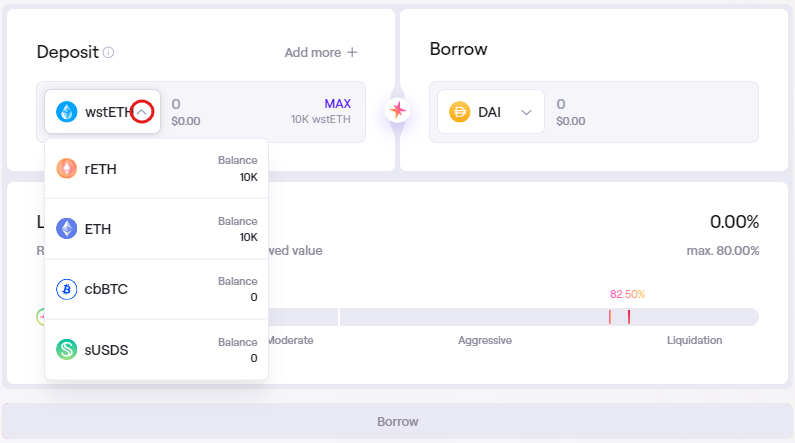 Deposit
Add more +
Borrow
wstETH
0
$0.00
MAX
10K wstETH
DAI
0
$0.00
rETH
Balance
10K
ETH
Balance
10K
cbBTC
Balance
0
sUSDS
Balance
0
L
0.00%
R
wed value
max. 80.00%
82.50%
Moderate
Aggressive
Liquidation
Borrow